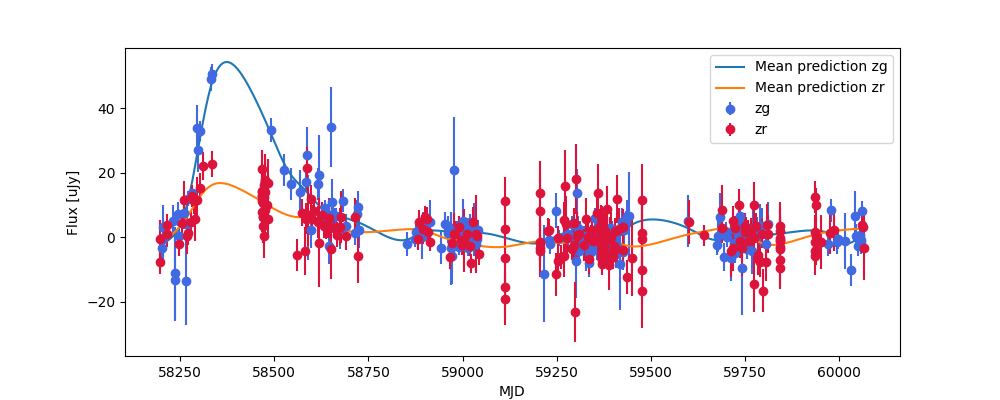 Mean prediction zg
Mean prediction zr
zg
zr
Flux [uJy]
40
20
0
−20
58250 58500 58750 59000 59250 59500 59750 60000
MJD